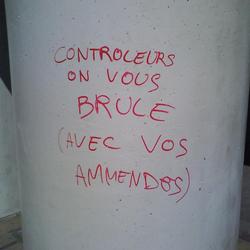 CONTROLEURS
ON VOUS
BRULE
(AVEC VOS
AMMENDES)